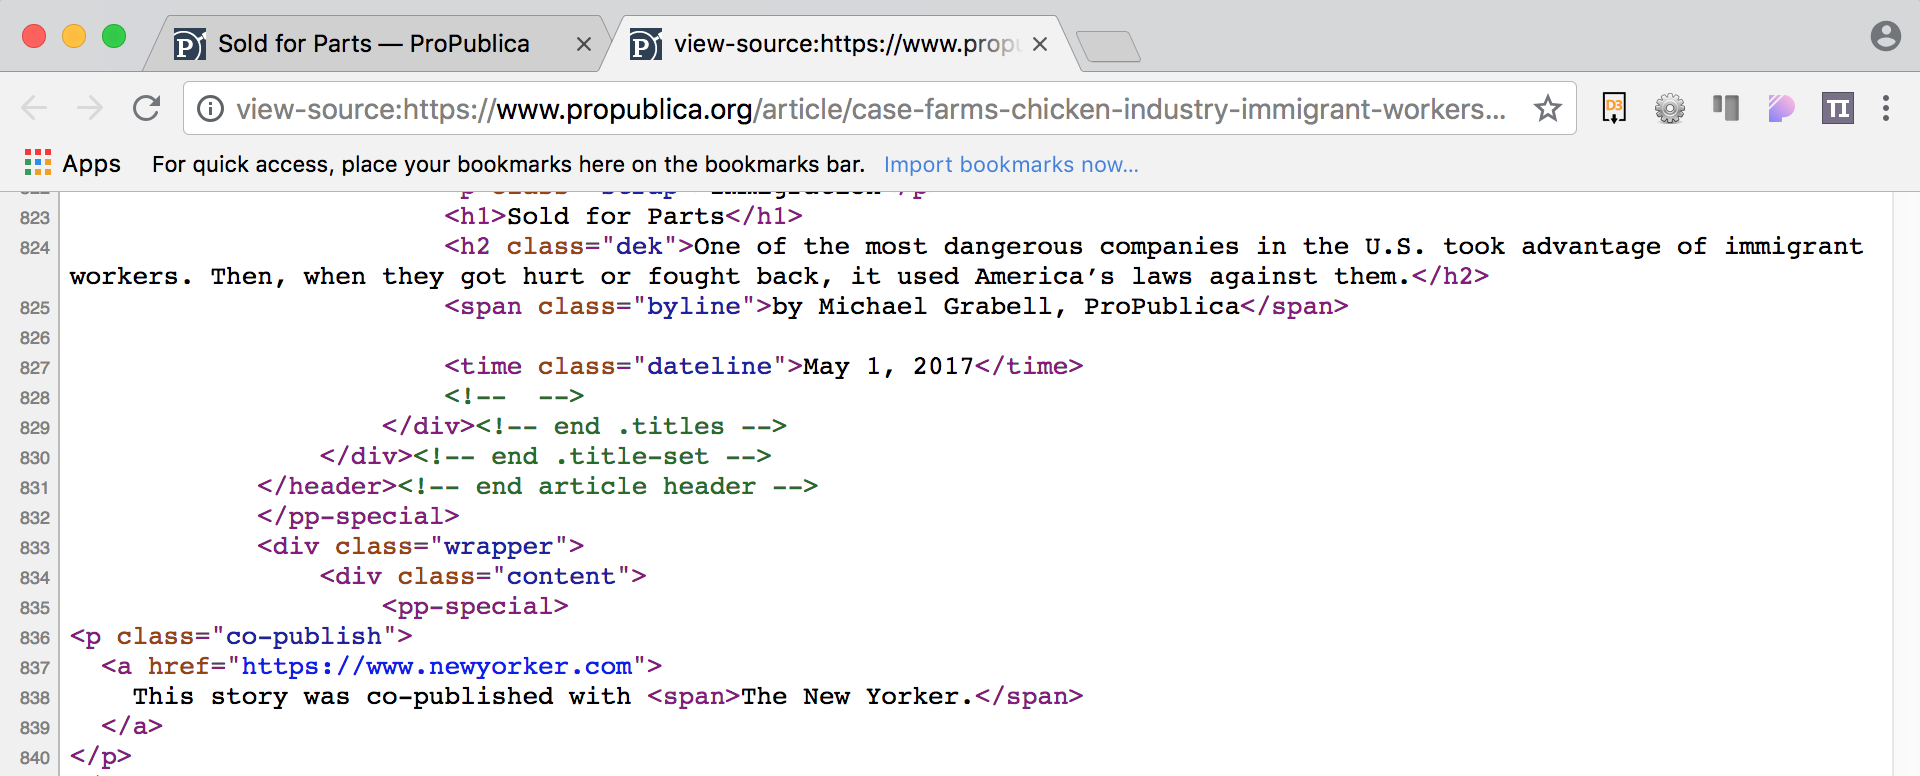 Sold for Parts — ProPublica
view-source:https://www.propu
view-source:https://www.propublica.org/article/case-farms-chicken-industry-immigrant-workers...
D3
Apps
For quick access, place your bookmarks here on the bookmarks bar.
Import bookmarks now...
823 <h1>Sold for Parts</h1>
824 <h2 class="dek">One of the most dangerous companies in the U.S. took advantage of immigrant
workers. Then, when they got hurt or fought back, it used America’s laws against them.</h2>
825 <span class="byline">by Michael Grabell, ProPublica</span>
826
827 <time class="dateline">May 1, 2017</time>
828 <!--  -->
829 </div><!-- end .titles -->
830 </div><!-- end .title-set -->
831 </header><!-- end article header -->
832 </pp-special>
833 <div class="wrapper">
834 <div class="content">
835 <pp-special>
836 <p class="co-publish">
837 <a href="https://www.newyorker.com">
838 This story was co-published with <span>The New Yorker.</span>
839 </a>
840 </p>